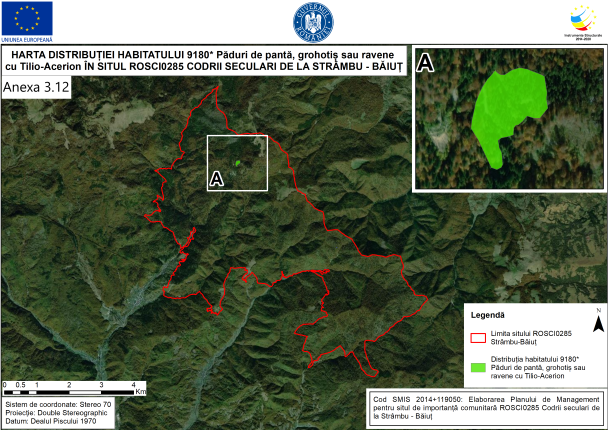 UNIUNEA EUROPEANĂ
GUVERNUL ROMÂNIEI
Instrumente Structurale
2014-2020
HARTA DISTRIBUȚIEI HABITATULUI 9180* Păduri de pantă, grohotiș sau ravene
cu Tilio-Acerion ÎN SITUL ROSCI0285 CODRII SECULARI DE LA STRÂMBU - BĂIUȚ
Anexa 3.12
A
A
Legendă
N
Limita sitului ROSCI0285
Strâmbu-Băiuț
Distribuția habitatului 9180*
Păduri de pantă, grohotiș sau
ravene cu Tilio-Acerion
0 0.5 1 2 3 4
Km
Sistem de coordonate: Stereo 70
Proiecție: Double Stereographic
Datum: Dealul Piscului 1970
Cod SMIS 2014+119050: Elaborarea Planului de Management
pentru situl de importanță comunitară ROSCI0285 Codrii seculari de
la Strâmbu - Băiuț